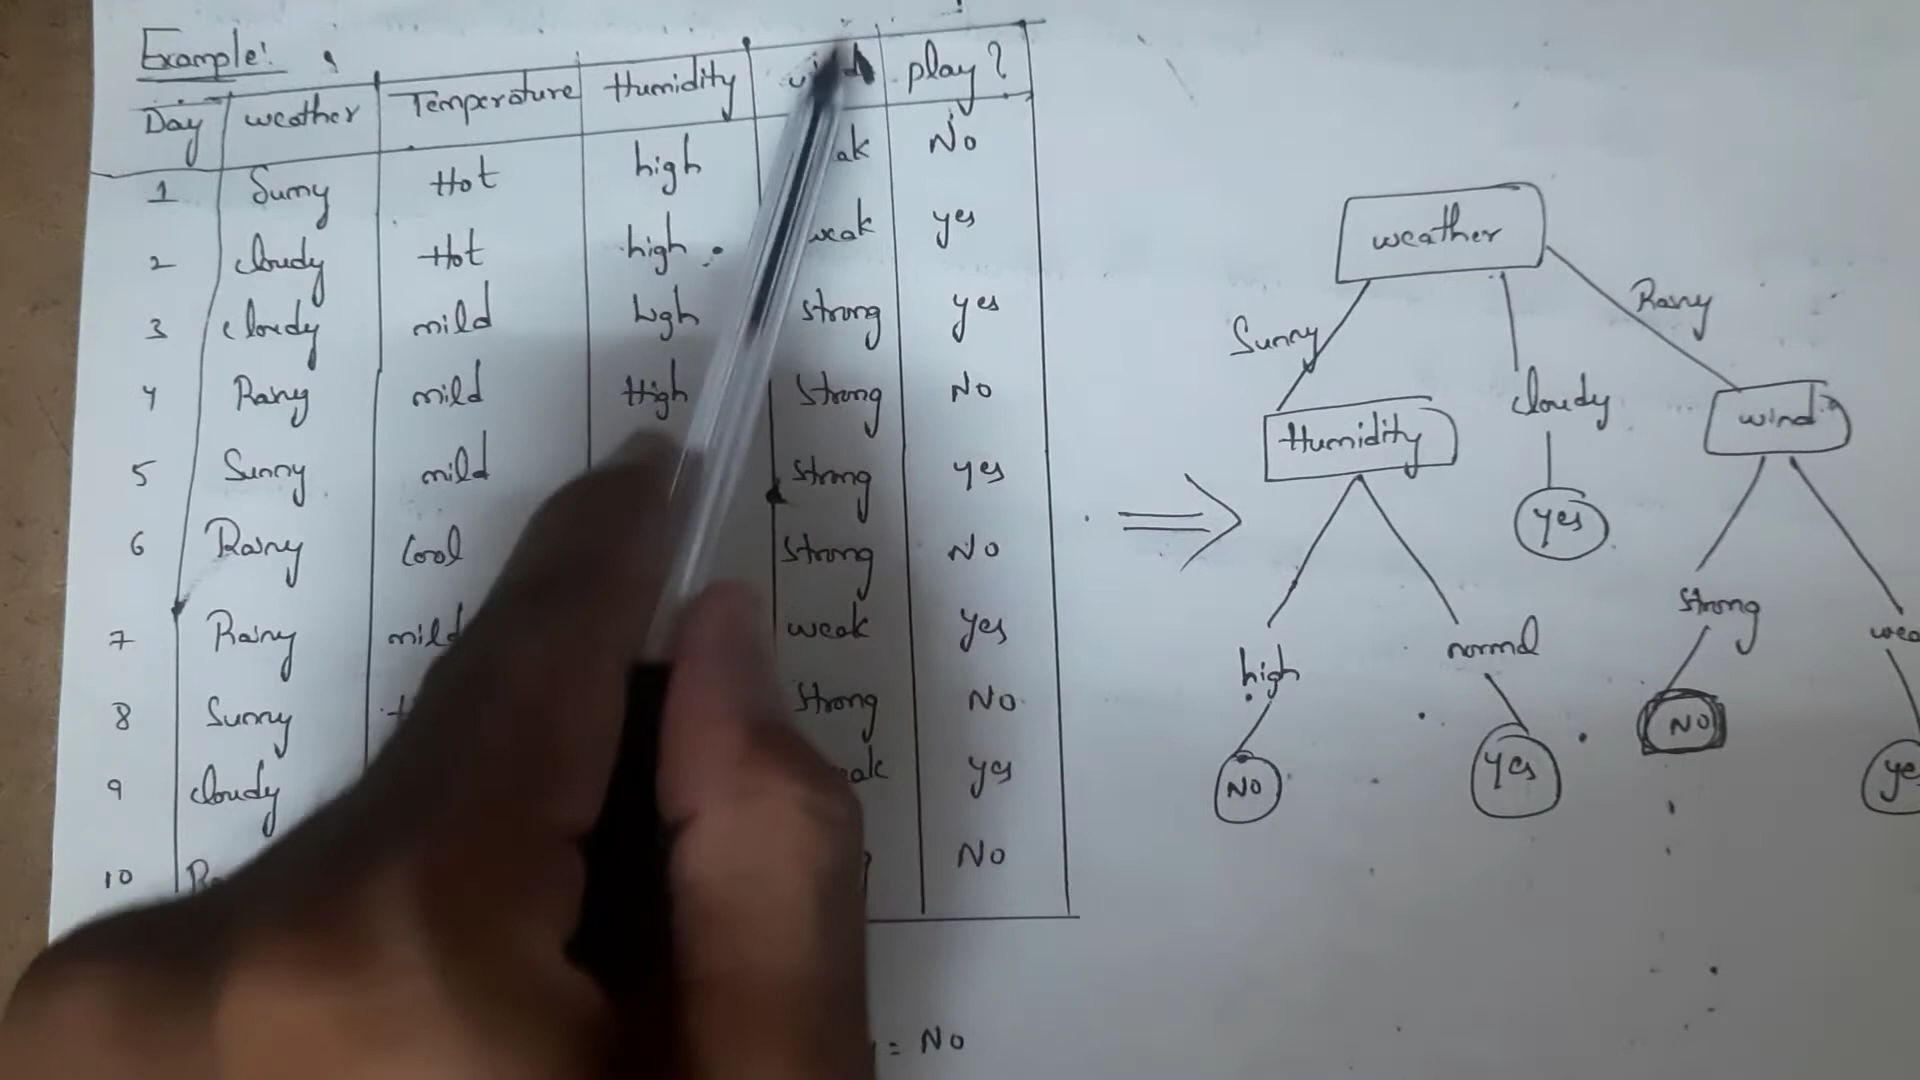 Example:
Day weather Temperature Humidity play?
1 Sunny Hot high No
2 cloudy Hot high weak yes
3 cloudy mild high strong yes
4 Rainy mild High Strong No
5 Sunny mild Strong yes
6 Rainy Cool Strong No
7 Rainy mild weak yes
8 Sunny Strong No
9 cloudy yes
10 No
= No
weather
Sunny
cloudy
Rainy
Humidity
wind
yes
high
normal
strong
No
yes
NO